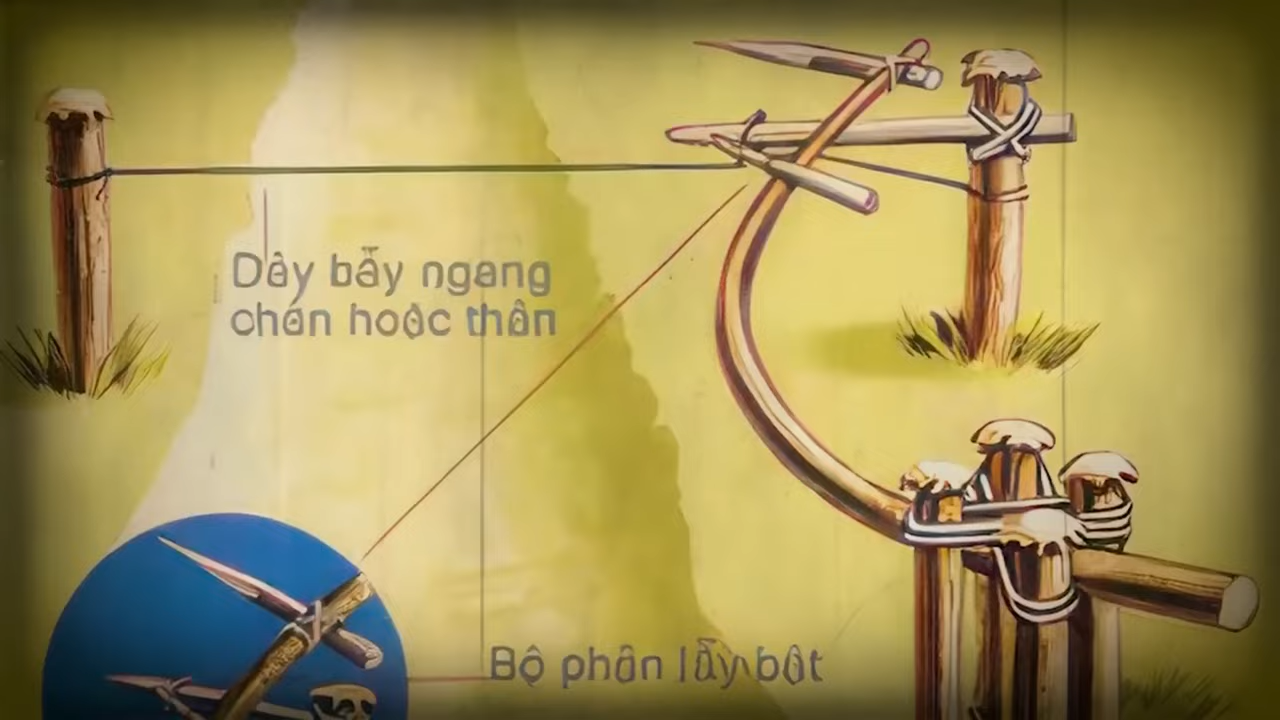 Dây bẫy ngang
chân hoặc thân
Bộ phận lẫy bật